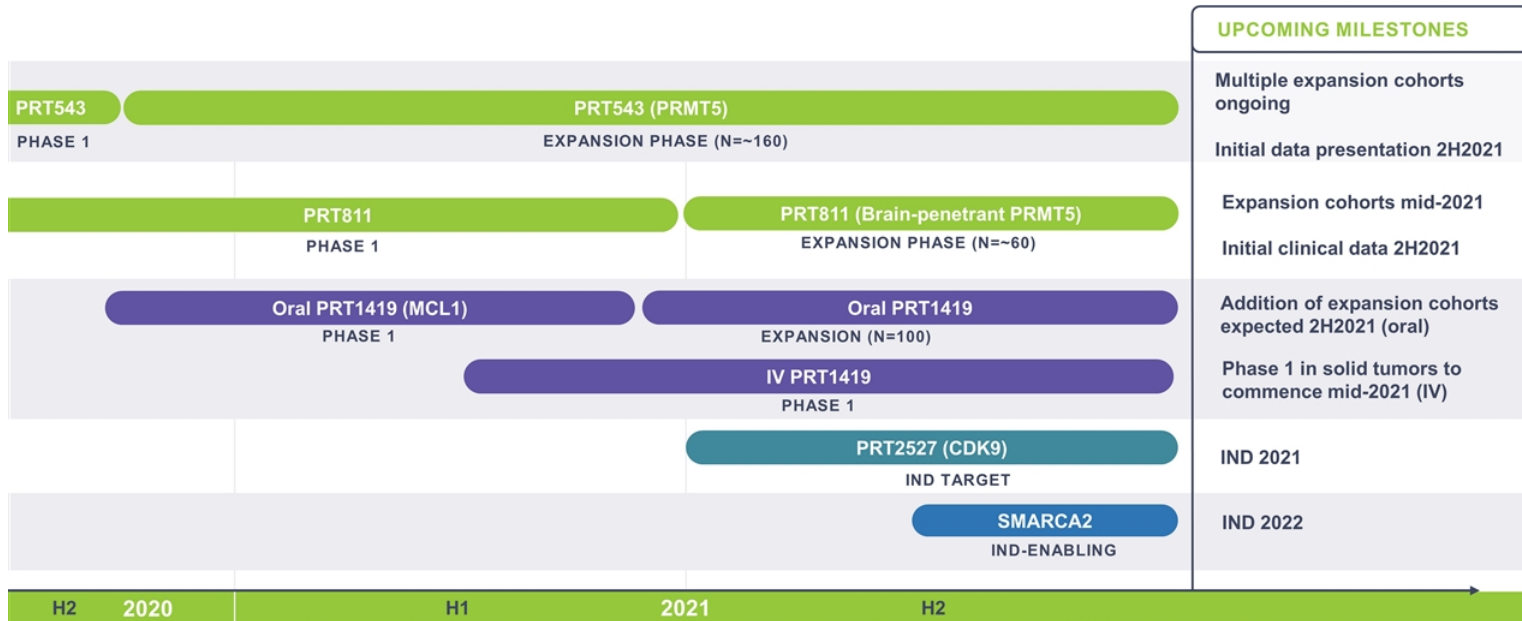 UPCOMING MILESTONES
PRT543
PRT543 (PRMT5)
PHASE 1
EXPANSION PHASE (N=~160)
Multiple expansion cohorts
ongoing
Initial data presentation 2H2021
PRT811
PRT811 (Brain-penetrant PRMT5)
PHASE 1
EXPANSION PHASE (N=~60)
Expansion cohorts mid-2021
Initial clinical data 2H2021
Oral PRT1419 (MCL1)
Oral PRT1419
PHASE 1
EXPANSION (N=100)
Addition of expansion cohorts
expected 2H2021 (oral)
IV PRT1419
PHASE 1
Phase 1 in solid tumors to
commence mid-2021 (IV)
PRT2527 (CDK9)
IND TARGET
IND 2021
SMARCA2
IND-ENABLING
IND 2022
H2 2020 H1 2021 H2